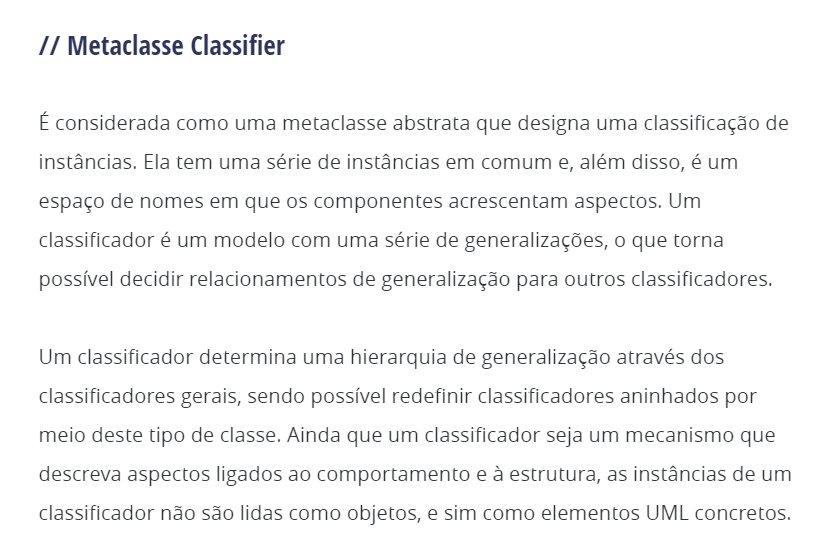 // Metaclasse Classifier
É considerada como uma metaclasse abstrata que designa uma classificação de
instâncias. Ela tem uma série de instâncias em comum e, além disso, é um
espaço de nomes em que os componentes acrescentam aspectos. Um
classificador é um modelo com uma série de generalizações, o que torna
possível decidir relacionamentos de generalização para outros classificadores.
Um classificador determina uma hierarquia de generalização através dos
classificadores gerais, sendo possível redefinir classificadores aninhados por
meio deste tipo de classe. Ainda que um classificador seja um mecanismo que
descreva aspectos ligados ao comportamento e à estrutura, as instâncias de um
classificador não são lidas como objetos, e sim como elementos UML concretos.